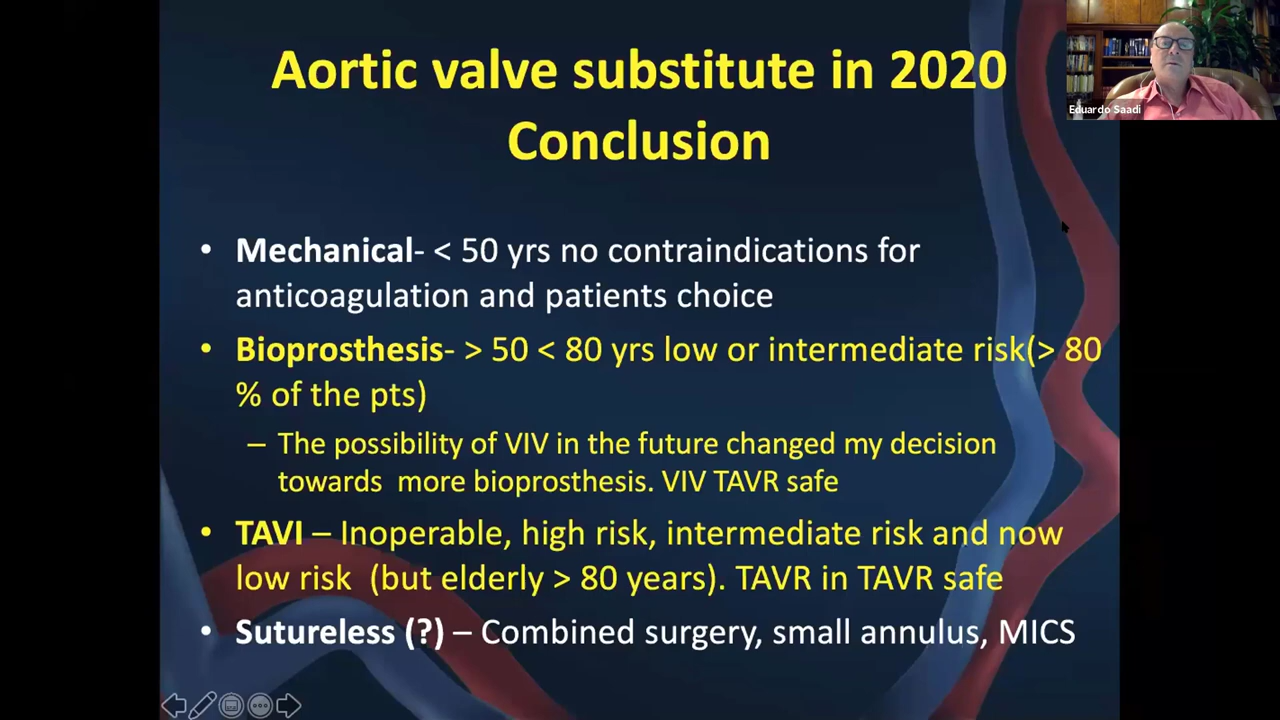 Aortic valve substitute in 2020
Conclusion
Eduardo Saadi
• Mechanical- < 50 yrs no contraindications for
anticoagulation and patients choice
• Bioprosthesis- > 50 < 80 yrs low or intermediate risk(> 80
% of the pts)
– The possibility of VIV in the future changed my decision
towards more bioprosthesis. VIV TAVR safe
• TAVI – Inoperable, high risk, intermediate risk and now
low risk (but elderly > 80 years). TAVR in TAVR safe
• Sutureless (?) – Combined surgery, small annulus, MICS